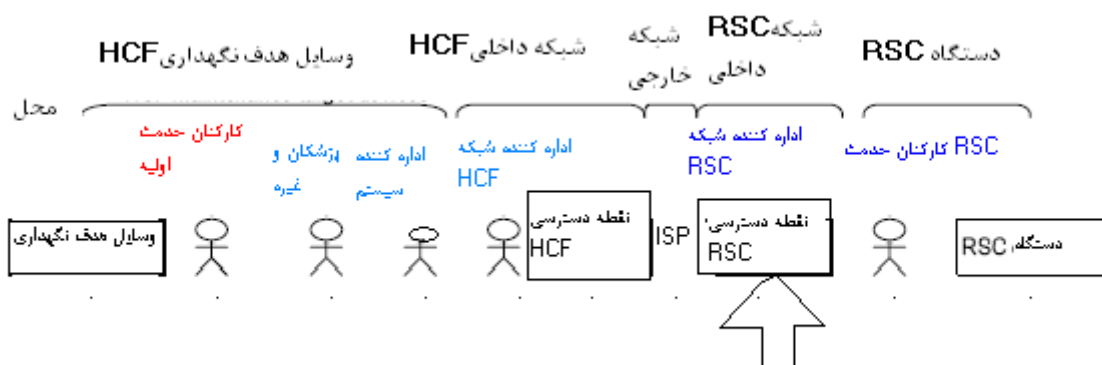 وسایل هدف نگهداریHCF
شبکه داخلیHCF
شبکه
خارجی
شبکهRSC
داخلی
دستگاه RSC
محل
کارکنان حدمت
اولیه
پزشکان و
غیره
اداره کننده
سیستم
اداره کننده شبکه
HCF
اداره کننده شبکه
RSC
کارکنان حدمت RSC
وسایل هدف نگهداری
نقطه دسترسی
HCF
ISP
نقطه دسترسی
RSC
دستگاه RSC